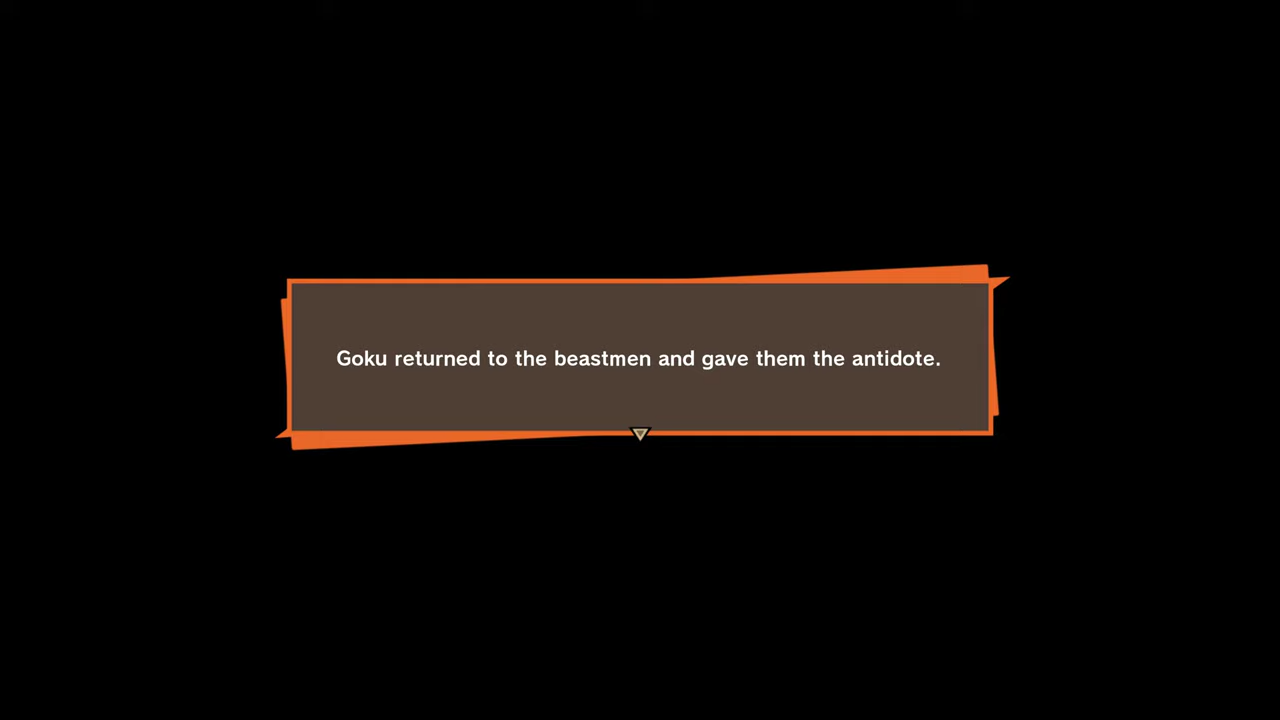 Goku returned to the beastmen and gave them the antidote.